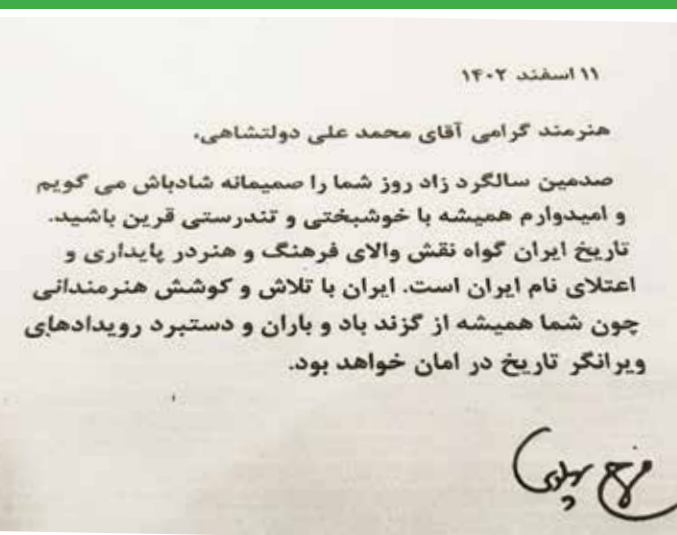 ۱۱ اسفند ۱۴۰۲
هنرمند گرامی آقای محمد علی دولتشاهی،
صدمین سالگرد زاد روز شما را صمیمانه شادباش می گویم
و امیدوارم همیشه با خوشبختی و تندرستی قرین باشید.
تاریخ ایران گواه نقش والای فرهنگ و هنردر پایداری و
اعتلای نام ایران است. ایران با تلاش و کوشش هنرمندانی
چون شما همیشه از گزند باد و باران و دستبرد رویدادهای
ویرانگر تاریخ در امان خواهد بود.
فرح پهلوی